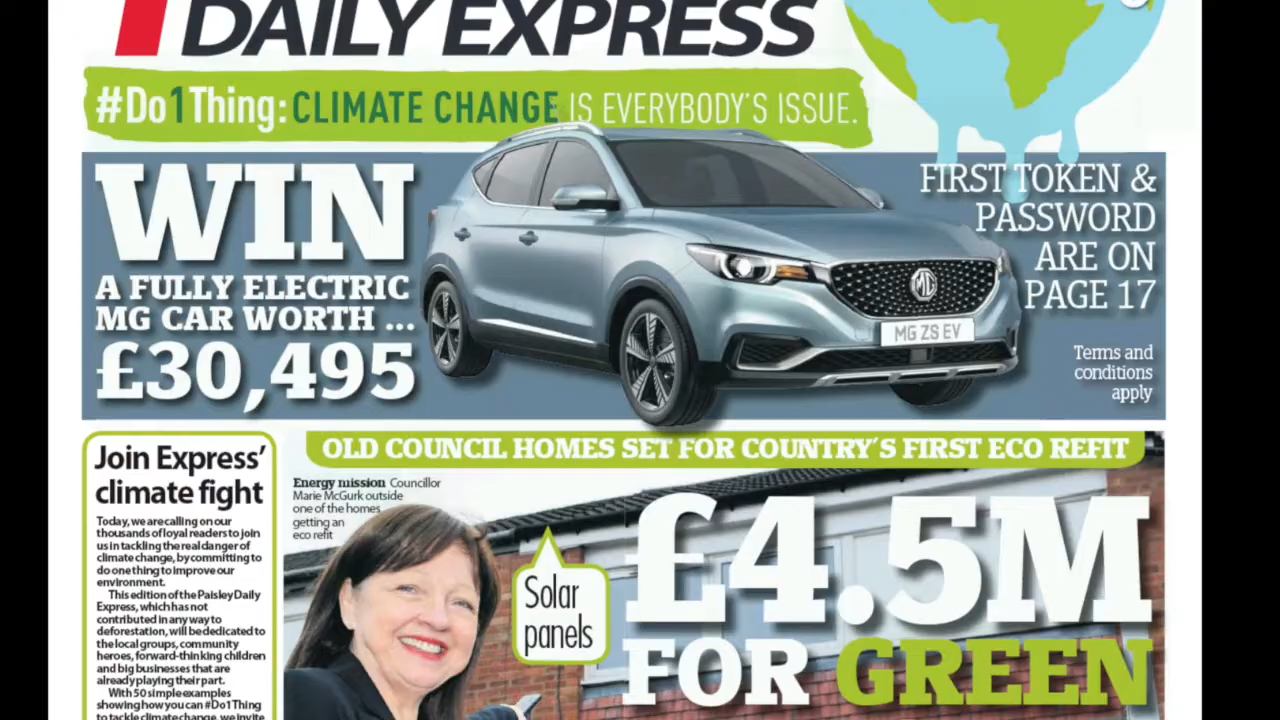 DAILY EXPRESS
#Do1Thing: CLIMATE CHANGE IS EVERYBODY'S ISSUE.
WIN
A FULLY ELECTRIC
MG CAR WORTH ...
£30,495
FIRST TOKEN &
PASSWORD
ARE ON
PAGE 17
Terms and
conditions
apply
MG
MG ZS EV
Join Express'
climate fight
Today, we are calling on our
thousands of loyal readers to join
us in tackling the real danger of
climate change, by committing to
do one thing to improve our
environment.
This edition of the Paisley Daily
Express, which has not
contributed in any way to
deforestation, will be dedicated to
the local groups, community
heroes, forward-thinking children
and big businesses that are
already playing their part.
With 50 simple examples
showing how you can #Do1Thing
to tackle climate change, we invite
OLD COUNCIL HOMES SET FOR COUNTRY'S FIRST ECO REFIT
Energy mission Councillor
Marie McGurk outside
one of the homes
getting an
eco refit
Solar
panels
£4.5M
FOR GREEN